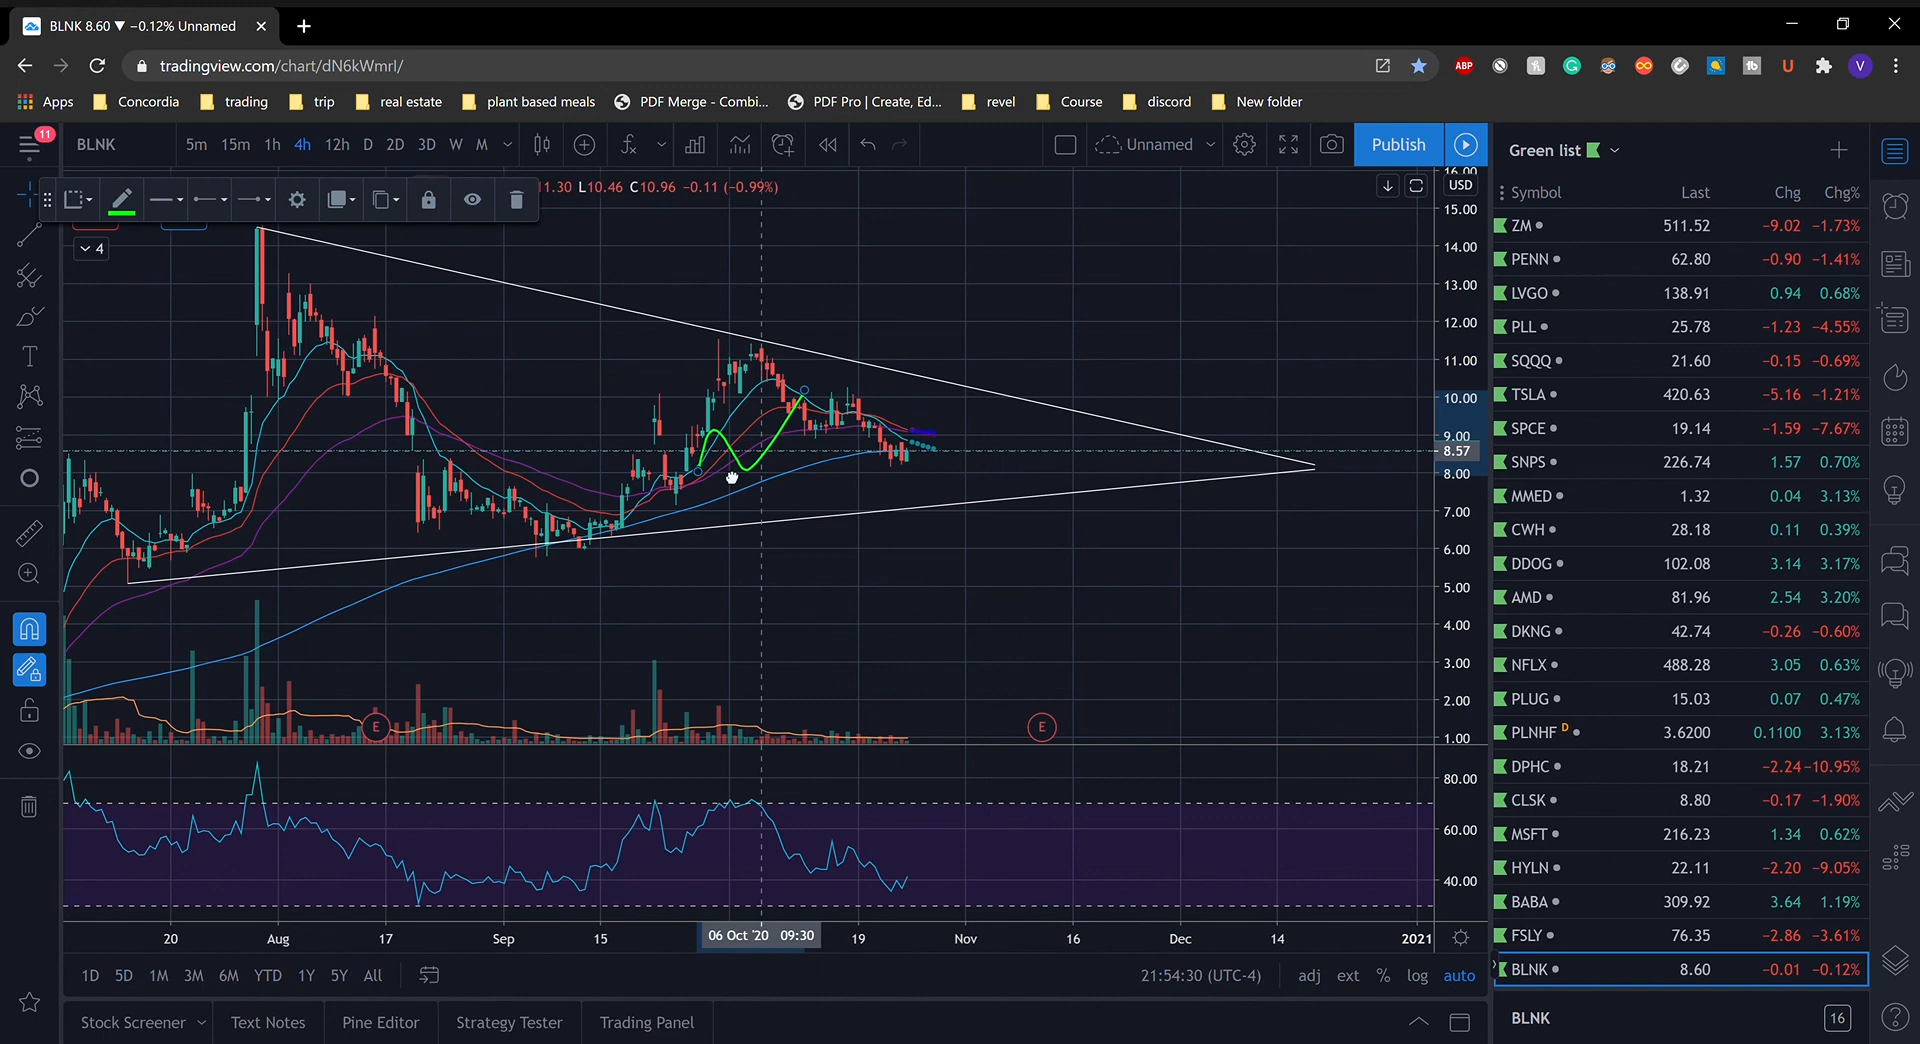 BLNK 8.60 ▼ −0.12% Unnamed
tradingview.com/chart/dN6kWmrl/
ABP
tb
U
V
Apps Concordia trading trip real estate plant based meals PDF Merge - Combi... PDF Pro | Create, Ed... revel Course discord New folder
11
BLNK 5m 15m 1h 4h 12h D 2D 3D W M Unnamed Publish
Green list
L10.46 C10.96 −0.11 (−0.99%)
4
USD
16.00
15.00
14.00
13.00
12.00
11.00
10.00
9.00
8.57
8.00
7.00
6.00
5.00
4.00
3.00
2.00
1.00
80.00
60.00
40.00
E E
20 Aug 17 Sep 15 06 Oct '20 09:30 19 Nov 16 Dec 14 2021
1D 5D 1M 3M 6M YTD 1Y 5Y All 21:54:30 (UTC-4) adj ext % log auto
Stock Screener Text Notes Pine Editor Strategy Tester Trading Panel
Symbol Last Chg Chg%
ZM 511.52 −9.02 −1.73%
PENN 62.80 −0.90 −1.41%
LVGO 138.91 0.94 0.68%
PLL 25.78 −1.23 −4.55%
SQQQ 21.60 −0.15 −0.69%
TSLA 420.63 −5.16 −1.21%
SPCE 19.14 −1.59 −7.67%
SNPS 226.74 1.57 0.70%
MMED 1.32 0.04 3.13%
CWH 28.18 0.11 0.39%
DDOG 102.08 3.14 3.17%
AMD 81.96 2.54 3.20%
DKNG 42.74 −0.26 −0.60%
NFLX 488.28 3.05 0.63%
PLUG 15.03 0.07 0.47%
PLNHF D 3.6200 0.1100 3.13%
DPHC 18.21 −2.24 −10.95%
CLSK 8.80 −0.17 −1.90%
MSFT 216.23 1.34 0.62%
HYLN 22.11 −2.20 −9.05%
BABA 309.92 3.64 1.19%
FSLY 76.35 −2.86 −3.61%
BLNK 8.60 −0.01 −0.12%
BLNK 16